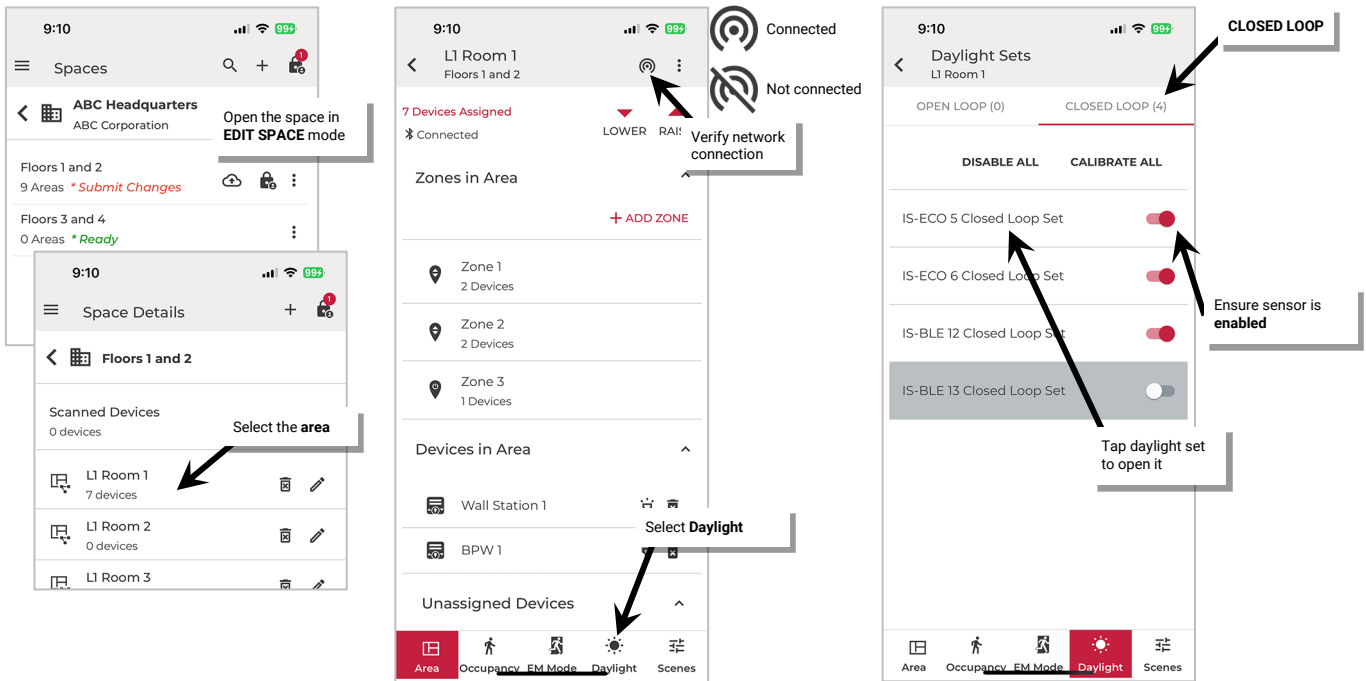 9:10
99+
Spaces
1
ABC Headquarters
ABC Corporation
Open the space in
EDIT SPACE mode
Floors 1 and 2
9 Areas * Submit Changes
Floors 3 and 4
0 Areas * Ready
9:10
99+
Space Details
1
Floors 1 and 2
Scanned Devices
0 devices
Select the area
L1 Room 1
7 devices
L1 Room 2
0 devices
L1 Room 3
9:10
99+
L1 Room 1
Floors 1 and 2
Connected
Not connected
7 Devices Assigned
Connected
LOWER
Verify network
connection
Zones in Area
+ ADD ZONE
Zone 1
2 Devices
Zone 2
2 Devices
Zone 3
1 Devices
Devices in Area
Wall Station 1
Select Daylight
BPW 1
Unassigned Devices
Area
Occupancy
EM Mode
Daylight
Scenes
9:10
99+
CLOSED LOOP
Daylight Sets
L1 Room 1
OPEN LOOP (0)
CLOSED LOOP (4)
DISABLE ALL
CALIBRATE ALL
IS-ECO 5 Closed Loop Set
IS-ECO 6 Closed Loop Set
Ensure sensor is
enabled
IS-BLE 12 Closed Loop Set
IS-BLE 13 Closed Loop Set
Tap daylight set
to open it
Area
Occupancy
EM Mode
Daylight
Scenes